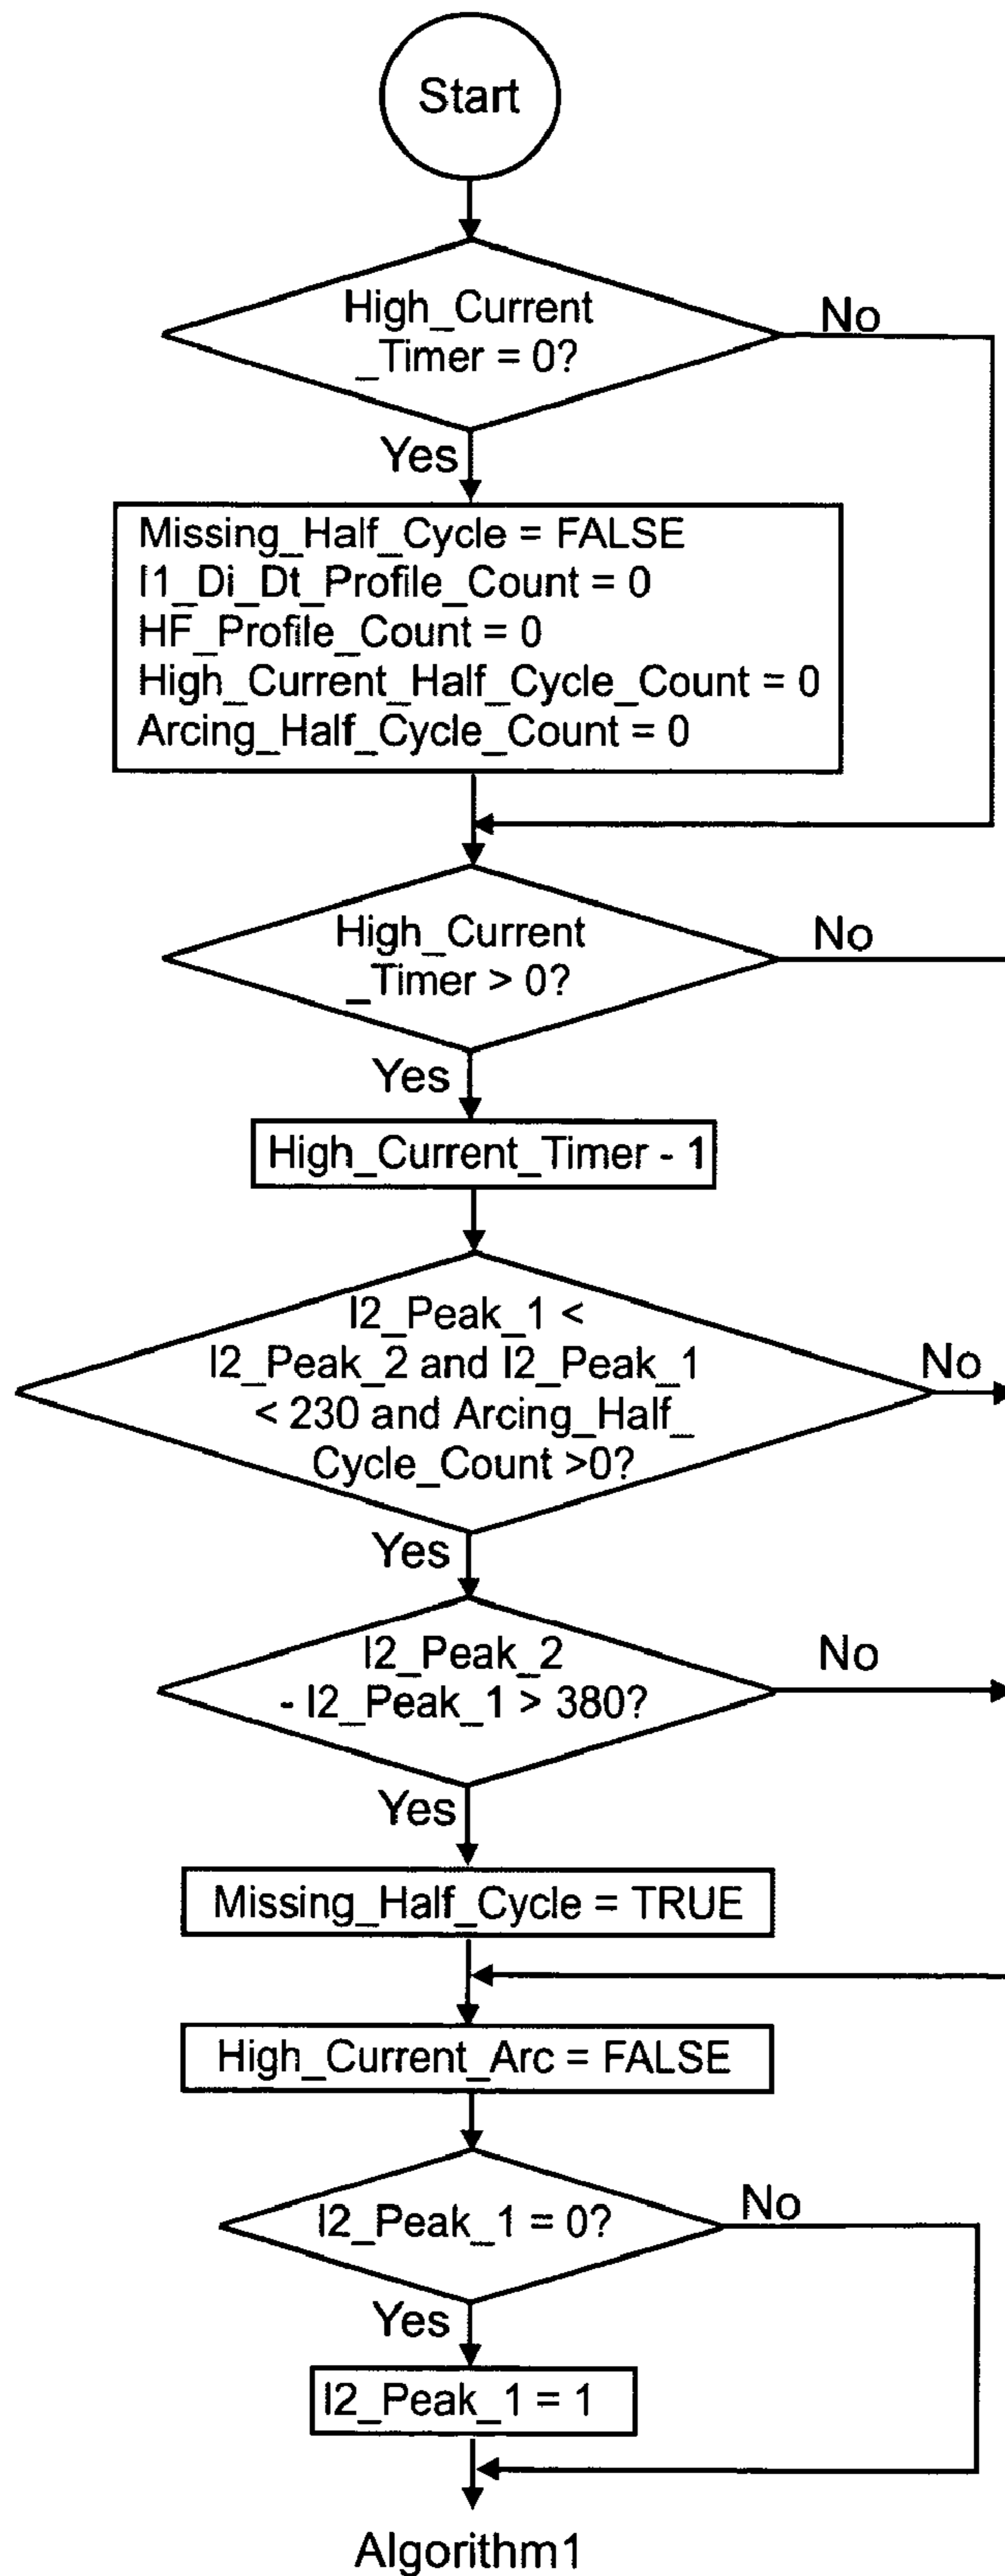 Start
High_Current
_Timer = 0?
No
Yes
Missing_Half_Cycle = FALSE
I1_Di_Dt_Profile_Count = 0
HF_Profile_Count = 0
High_Current_Half_Cycle_Count = 0
Arcing_Half_Cycle_Count = 0
High_Current
_Timer > 0?
No
Yes
High_Current_Timer - 1
I2_Peak_1 <
I2_Peak_2 and I2_Peak_1
< 230 and Arcing_Half_
Cycle_Count >0?
No
Yes
I2_Peak_2
- I2_Peak_1 > 380?
No
Yes
Missing_Half_Cycle = TRUE
High_Current_Arc = FALSE
I2_Peak_1 = 0?
No
Yes
I2_Peak_1 = 1
Algorithm1